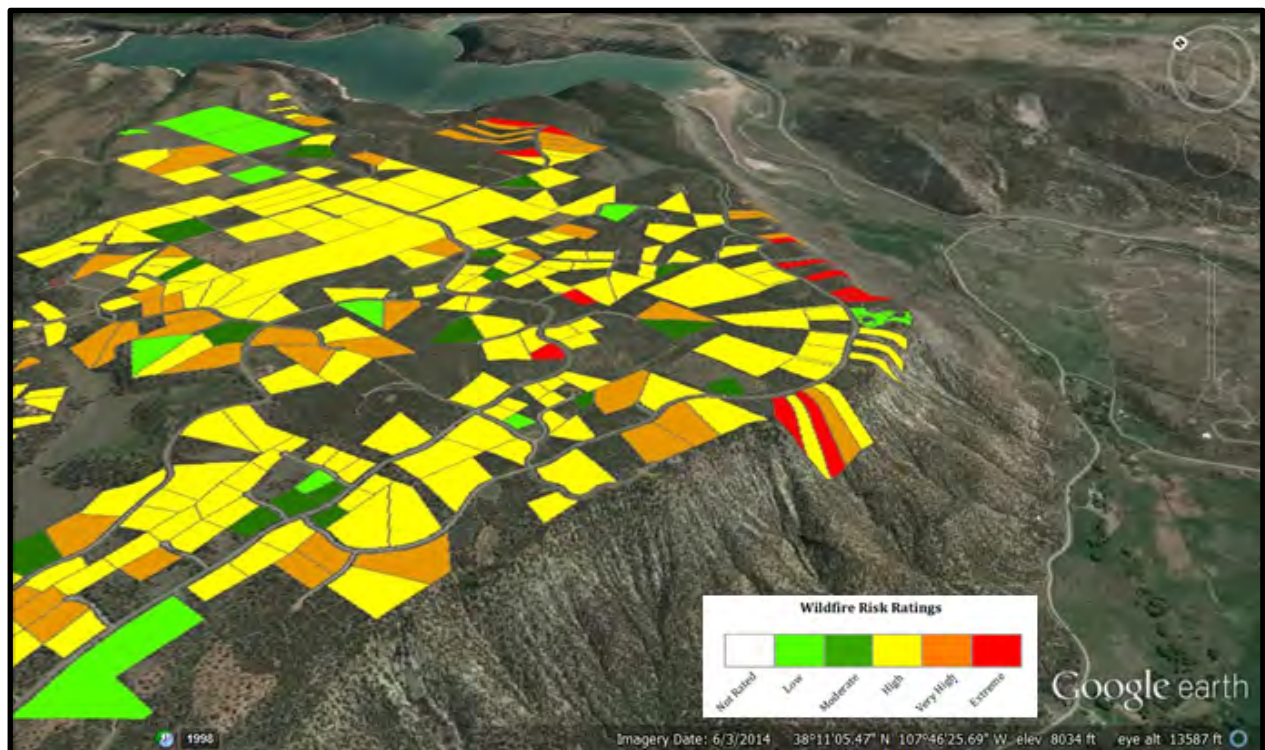 Wildfire Risk Ratings
Not Rated
Low
Moderate
High
Very High
Extreme
Google earth
1998
Imagery Date: 6/3/2014 38°11'05.47" N 107°46'25.69" W elev 8034 ft eye alt 13587 ft